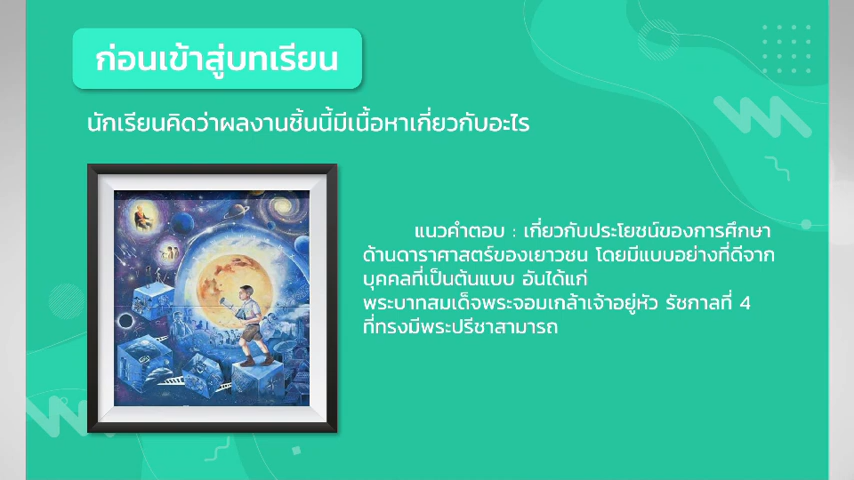 ก่อนเข้าสู่บทเรียน
นักเรียนคิดว่าผลงานชิ้นนี้มีเนื้อหาเกี่ยวกับอะไร
แนวคำตอบ : เกี่ยวกับประโยชน์ของการศึกษา
ด้านดาราศาสตร์ของเยาวชน โดยมีแบบอย่างที่ดีจาก
บุคคลที่เป็นต้นแบบ อันได้แก่
พระบาทสมเด็จพระจอมเกล้าเจ้าอยู่หัว รัชกาลที่ 4
ที่ทรงมีพระปรีชาสามารถ